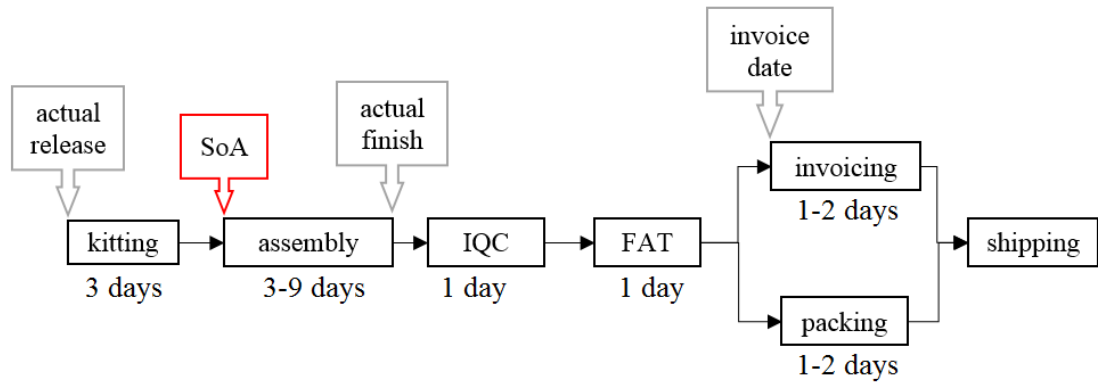 invoice
date
actual
release
SoA
actual
finish
invoicing
1-2 days
kitting
assembly
IQC
FAT
shipping
3 days
3-9 days
1 day
1 day
packing
1-2 days